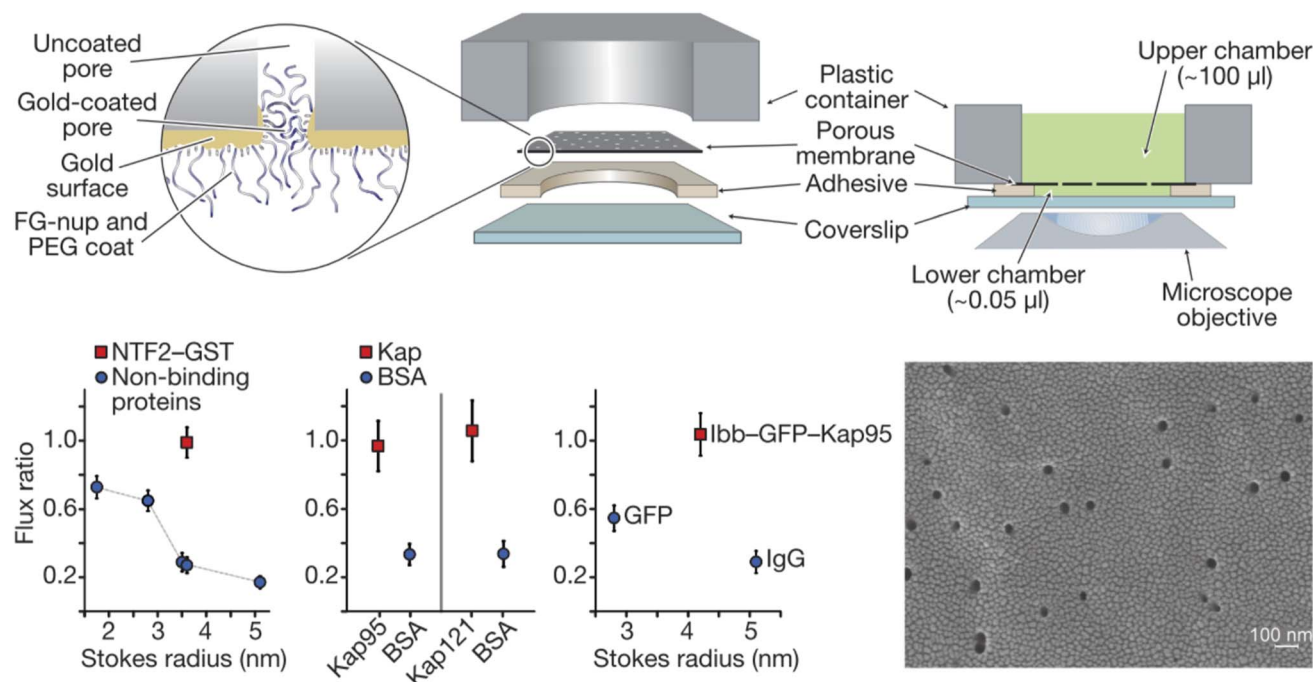 Uncoated
pore
Gold-coated
pore
Gold
surface
FG-nup and
PEG coat
Plastic
container
Porous
membrane
Adhesive
Coverslip
Upper chamber
(~100 µl)
Lower chamber
(~0.05 µl)
Microscope
objective
NTF2–GST
Non-binding
proteins
Flux ratio
1.0
0.6
0.2
2 3 4 5
Stokes radius (nm)
Kap
BSA
1.0
0.6
0.2
Kap95
BSA
Kap121
BSA
1.0
0.6
0.2
Ibb–GFP–Kap95
GFP
IgG
3 4 5
Stokes radius (nm)
100 nm